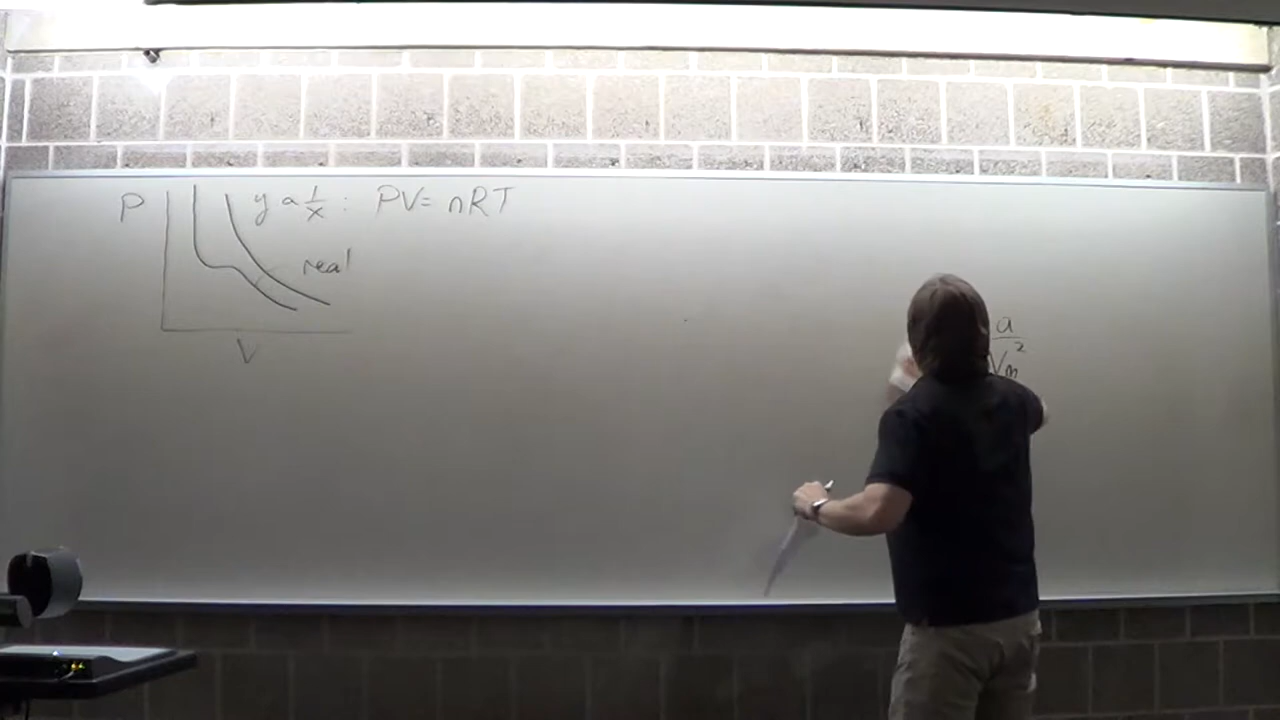 P
y α 1/x : PV = nRT
real
V
a/Vm²